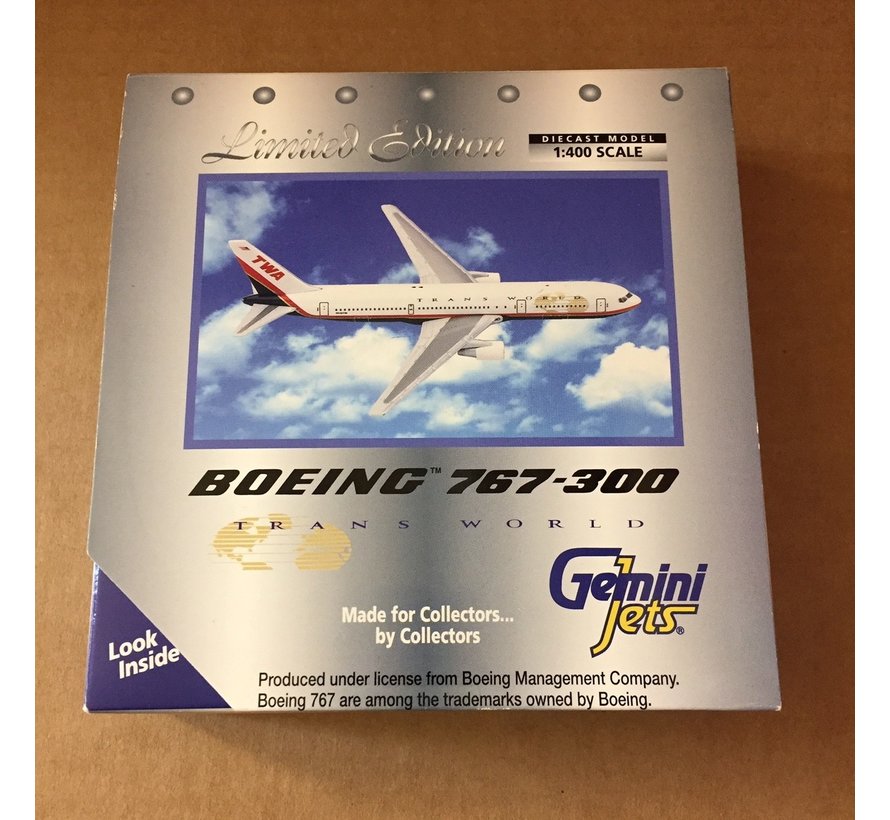 Limited Edition
DIECAST MODEL
1:400 SCALE
TWA
TRANS WORLD
BOEING™ 767-300
TRANS WORLD
Gemini
Jets®
Made for Collectors...
by Collectors
Look
Inside
Produced under license from Boeing Management Company.
Boeing 767 are among the trademarks owned by Boeing.